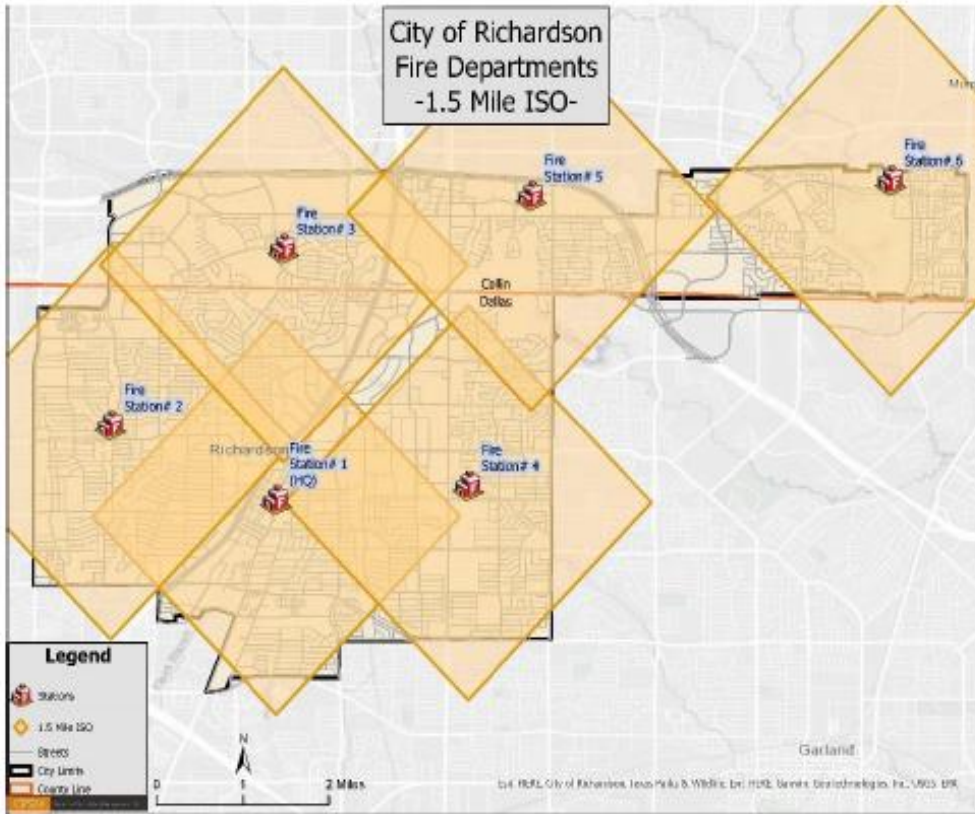 City of Richardson
Fire Departments
-1.5 Mile ISO-
Fire
Station# 6
Fire
Station# 5
Fire
Station# 3
Collin
Dallas
Fire
Station# 2
Richardson
Fire
Station# 1
(HQ)
Fire
Station# 4
Legend
Stations
1.5 Mile ISO
Streets
City Limits
County Line
N
0 1 2 Miles
Garland